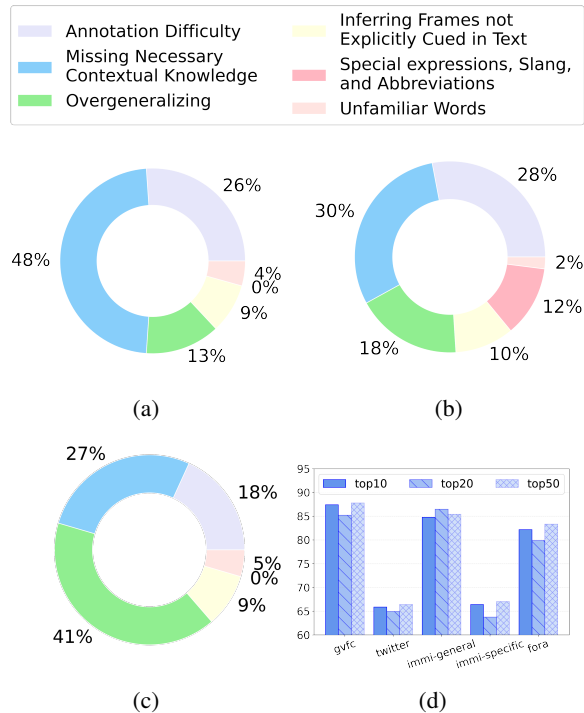 Annotation Difficulty
Missing Necessary
Contextual Knowledge
Overgeneralizing
Inferring Frames not
Explicitly Cued in Text
Special expressions, Slang,
and Abbreviations
Unfamiliar Words
26%
48%
4%
0%
9%
13%
(a)
28%
30%
2%
12%
18%
10%
(b)
27%
18%
5%
0%
9%
41%
(c)
95
90
85
80
75
70
65
60
top10 top20 top50
gvfc twitter immi-general immi-specific fora
(d)